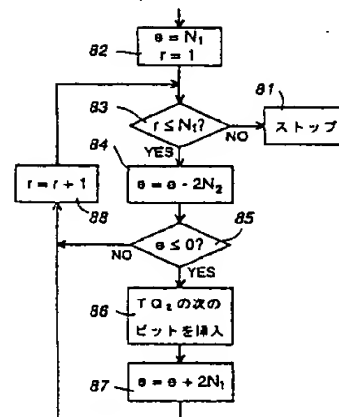 82
e = N₁
r = 1
83
r ≤ N₁?
NO
81
ストップ
84
YES
e = e - 2N₂
r = r + 1
88
85
e ≤ 0?
NO
YES
86
TQ₂の次の
ビットを挿入
87
e = e + 2N₁